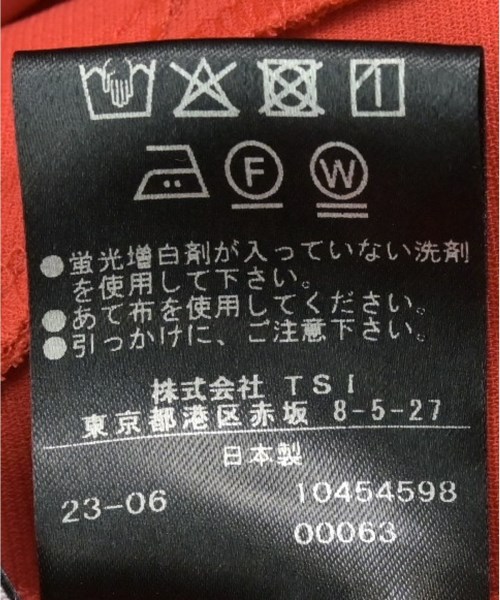 F W
●蛍光増白剤が入っていない洗剤
を使用して下さい。
●あて布を使用してください。
●引っかけに、ご注意下さい。
株式会社 TSI
東京都港区赤坂 8-5-27
日本製
23-06 10454598
00063